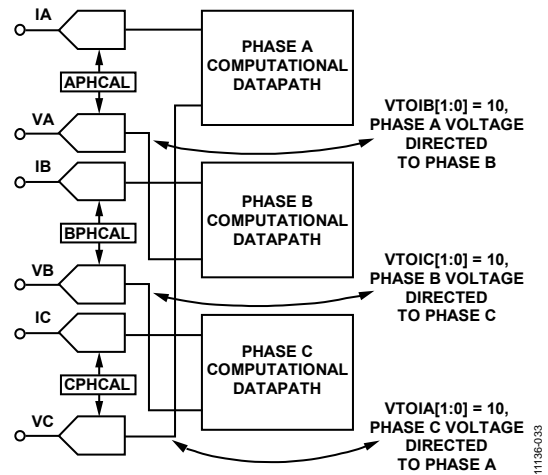 IA
PHASE A
COMPUTATIONAL
DATAPATH
APHCAL
VTOIB[1:0] = 10,
PHASE A VOLTAGE
DIRECTED
TO PHASE B
VA
IB
PHASE B
COMPUTATIONAL
DATAPATH
BPHCAL
VTOIC[1:0] = 10,
PHASE B VOLTAGE
DIRECTED
TO PHASE C
VB
IC
PHASE C
COMPUTATIONAL
DATAPATH
CPHCAL
VTOIA[1:0] = 10,
PHASE C VOLTAGE
DIRECTED
TO PHASE A
VC
11136-033